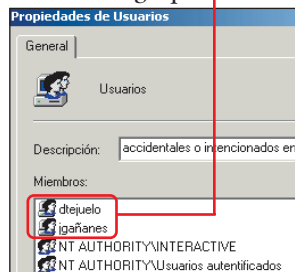 Propiedades de Usuarios
General
Usuarios
Descripción: accidentales o intencionados en
Miembros:
dtejuelo
jgañanes
NT AUTHORITY\INTERACTIVE
NT AUTHORITY\Usuarios autentificados